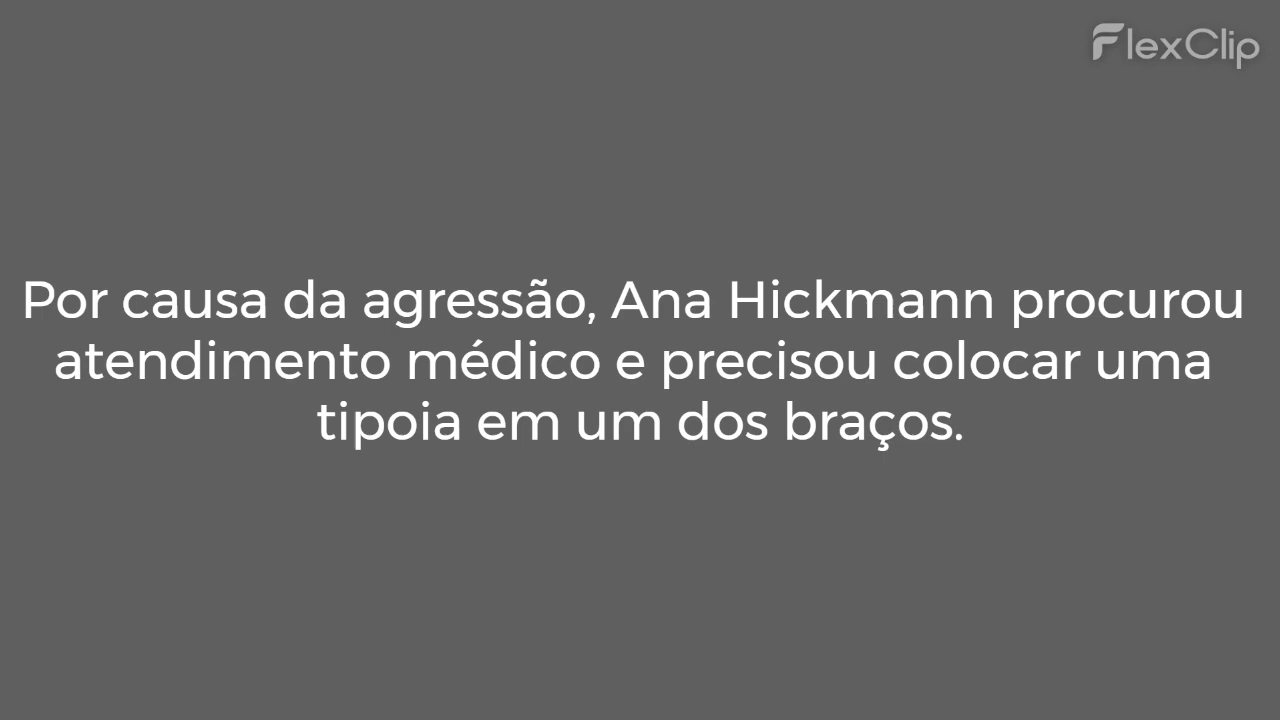 FlexClip
Por causa da agressão, Ana Hickmann procurou
atendimento médico e precisou colocar uma
tipoia em um dos braços.